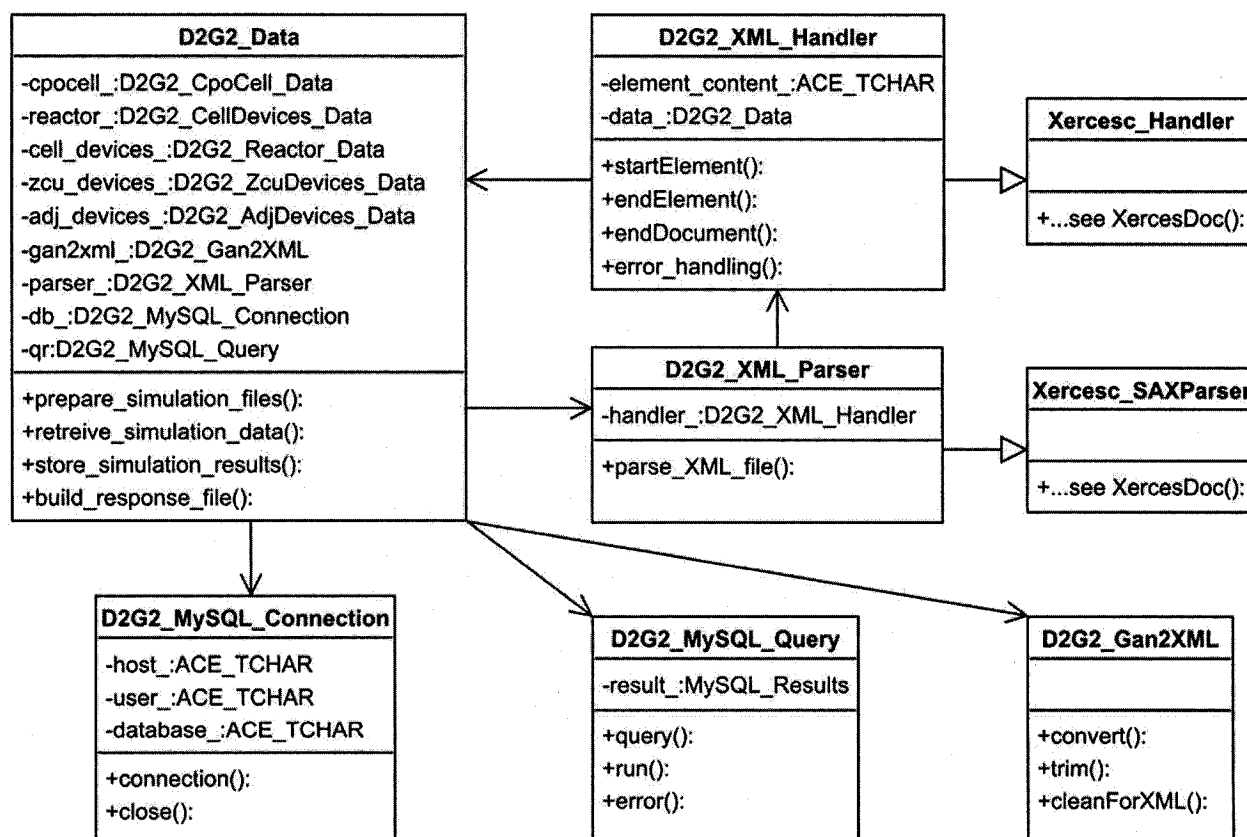 D2G2_Data
-cpocell_:D2G2_CpoCell_Data
-reactor_:D2G2_CellDevices_Data
-cell_devices_:D2G2_Reactor_Data
-zcu_devices_:D2G2_ZcuDevices_Data
-adj_devices_:D2G2_AdjDevices_Data
-gan2xml_:D2G2_Gan2XML
-parser_:D2G2_XML_Parser
-db_:D2G2_MySQL_Connection
-qr:D2G2_MySQL_Query
+prepare_simulation_files():
+retreive_simulation_data():
+store_simulation_results():
+build_response_file():
D2G2_XML_Handler
-element_content_:ACE_TCHAR
-data_:D2G2_Data
+startElement():
+endElement():
+endDocument():
+error_handling():
Xercesc_Handler
+...see XercesDoc():
D2G2_XML_Parser
-handler_:D2G2_XML_Handler
+parse_XML_file():
Xercesc_SAXParser
+...see XercesDoc():
D2G2_MySQL_Connection
-host_:ACE_TCHAR
-user_:ACE_TCHAR
-database_:ACE_TCHAR
+connection():
+close():
D2G2_MySQL_Query
-result_:MySQL_Results
+query():
+run():
+error():
D2G2_Gan2XML
+convert():
+trim():
+cleanForXML():